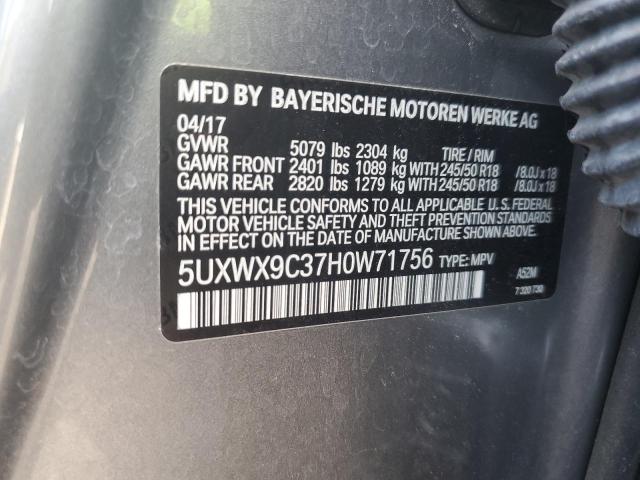 MFD BY BAYERISCHE MOTOREN WERKE AG
04/17
GVWR 5079 lbs 2304 kg TIRE / RIM
GAWR FRONT 2401 lbs 1089 kg WITH 245/50 R18 / 8.0J x 18
GAWR REAR 2820 lbs 1279 kg WITH 245/50 R18 / 8.0J x 18
THIS VEHICLE CONFORMS TO ALL APPLICABLE U. S. FEDERAL
MOTOR VEHICLE SAFETY AND THEFT PREVENTION STANDARDS
IN EFFECT ON THE DATE OF MANUFACTURE SHOWN ABOVE.
5UXWX9C37H0W71756 TYPE: MPV A52M
7 320 730